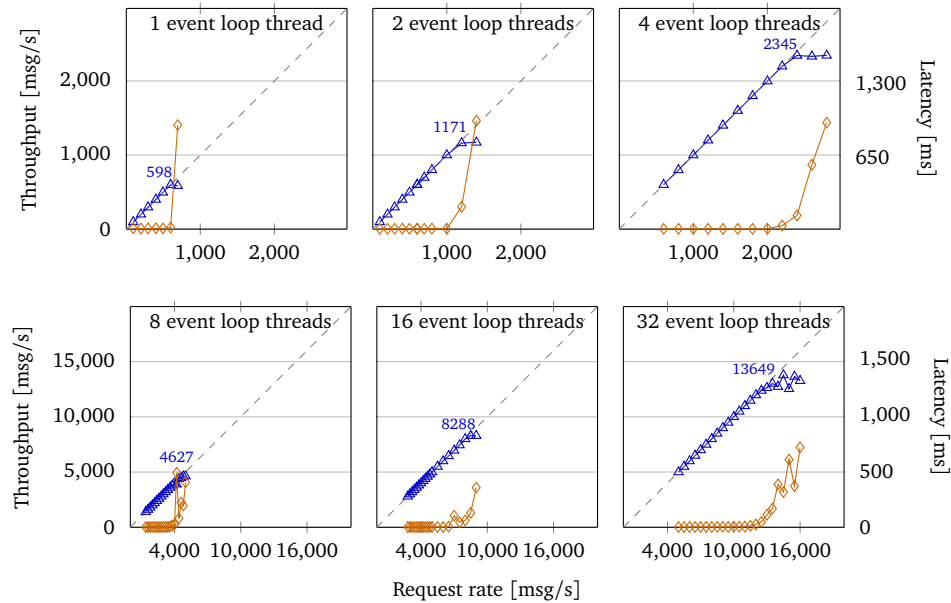 1 event loop thread
2 event loop threads
4 event loop threads
Throughput [msg/s]
2,000
1,000
0
598
1171
2345
1,300
650
Latency [ms]
1,000 2,000
1,000 2,000
1,000 2,000
8 event loop threads
16 event loop threads
32 event loop threads
Throughput [msg/s]
15,000
10,000
5,000
0
4627
8288
13649
1,500
1,000
500
0
Latency [ms]
4,000 10,000 16,000
4,000 10,000 16,000
4,000 10,000 16,000
Request rate [msg/s]